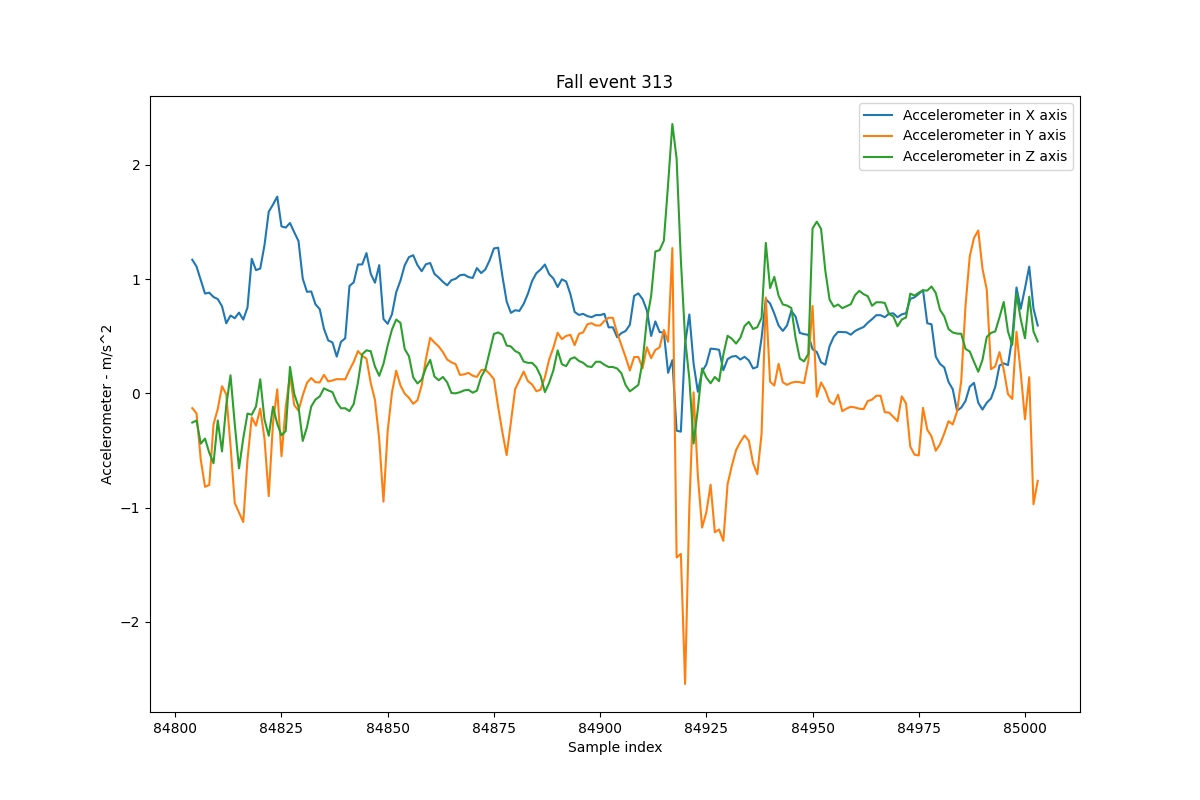 Fall event 313
Accelerometer in X axis
Accelerometer in Y axis
Accelerometer in Z axis
Accelerometer - m/s^2
2
1
0
−1
−2
84800 84825 84850 84875 84900 84925 84950 84975 85000
Sample index